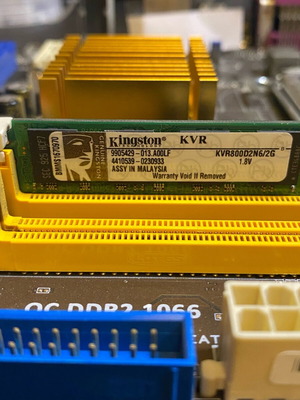 Kingston KVR
9905429-013.A00LF KVR800D2N6/2G
4410539-0230933 1.8V
ASSY IN MALAYSIA
Warranty Void If Removed
OC DDR2 1066